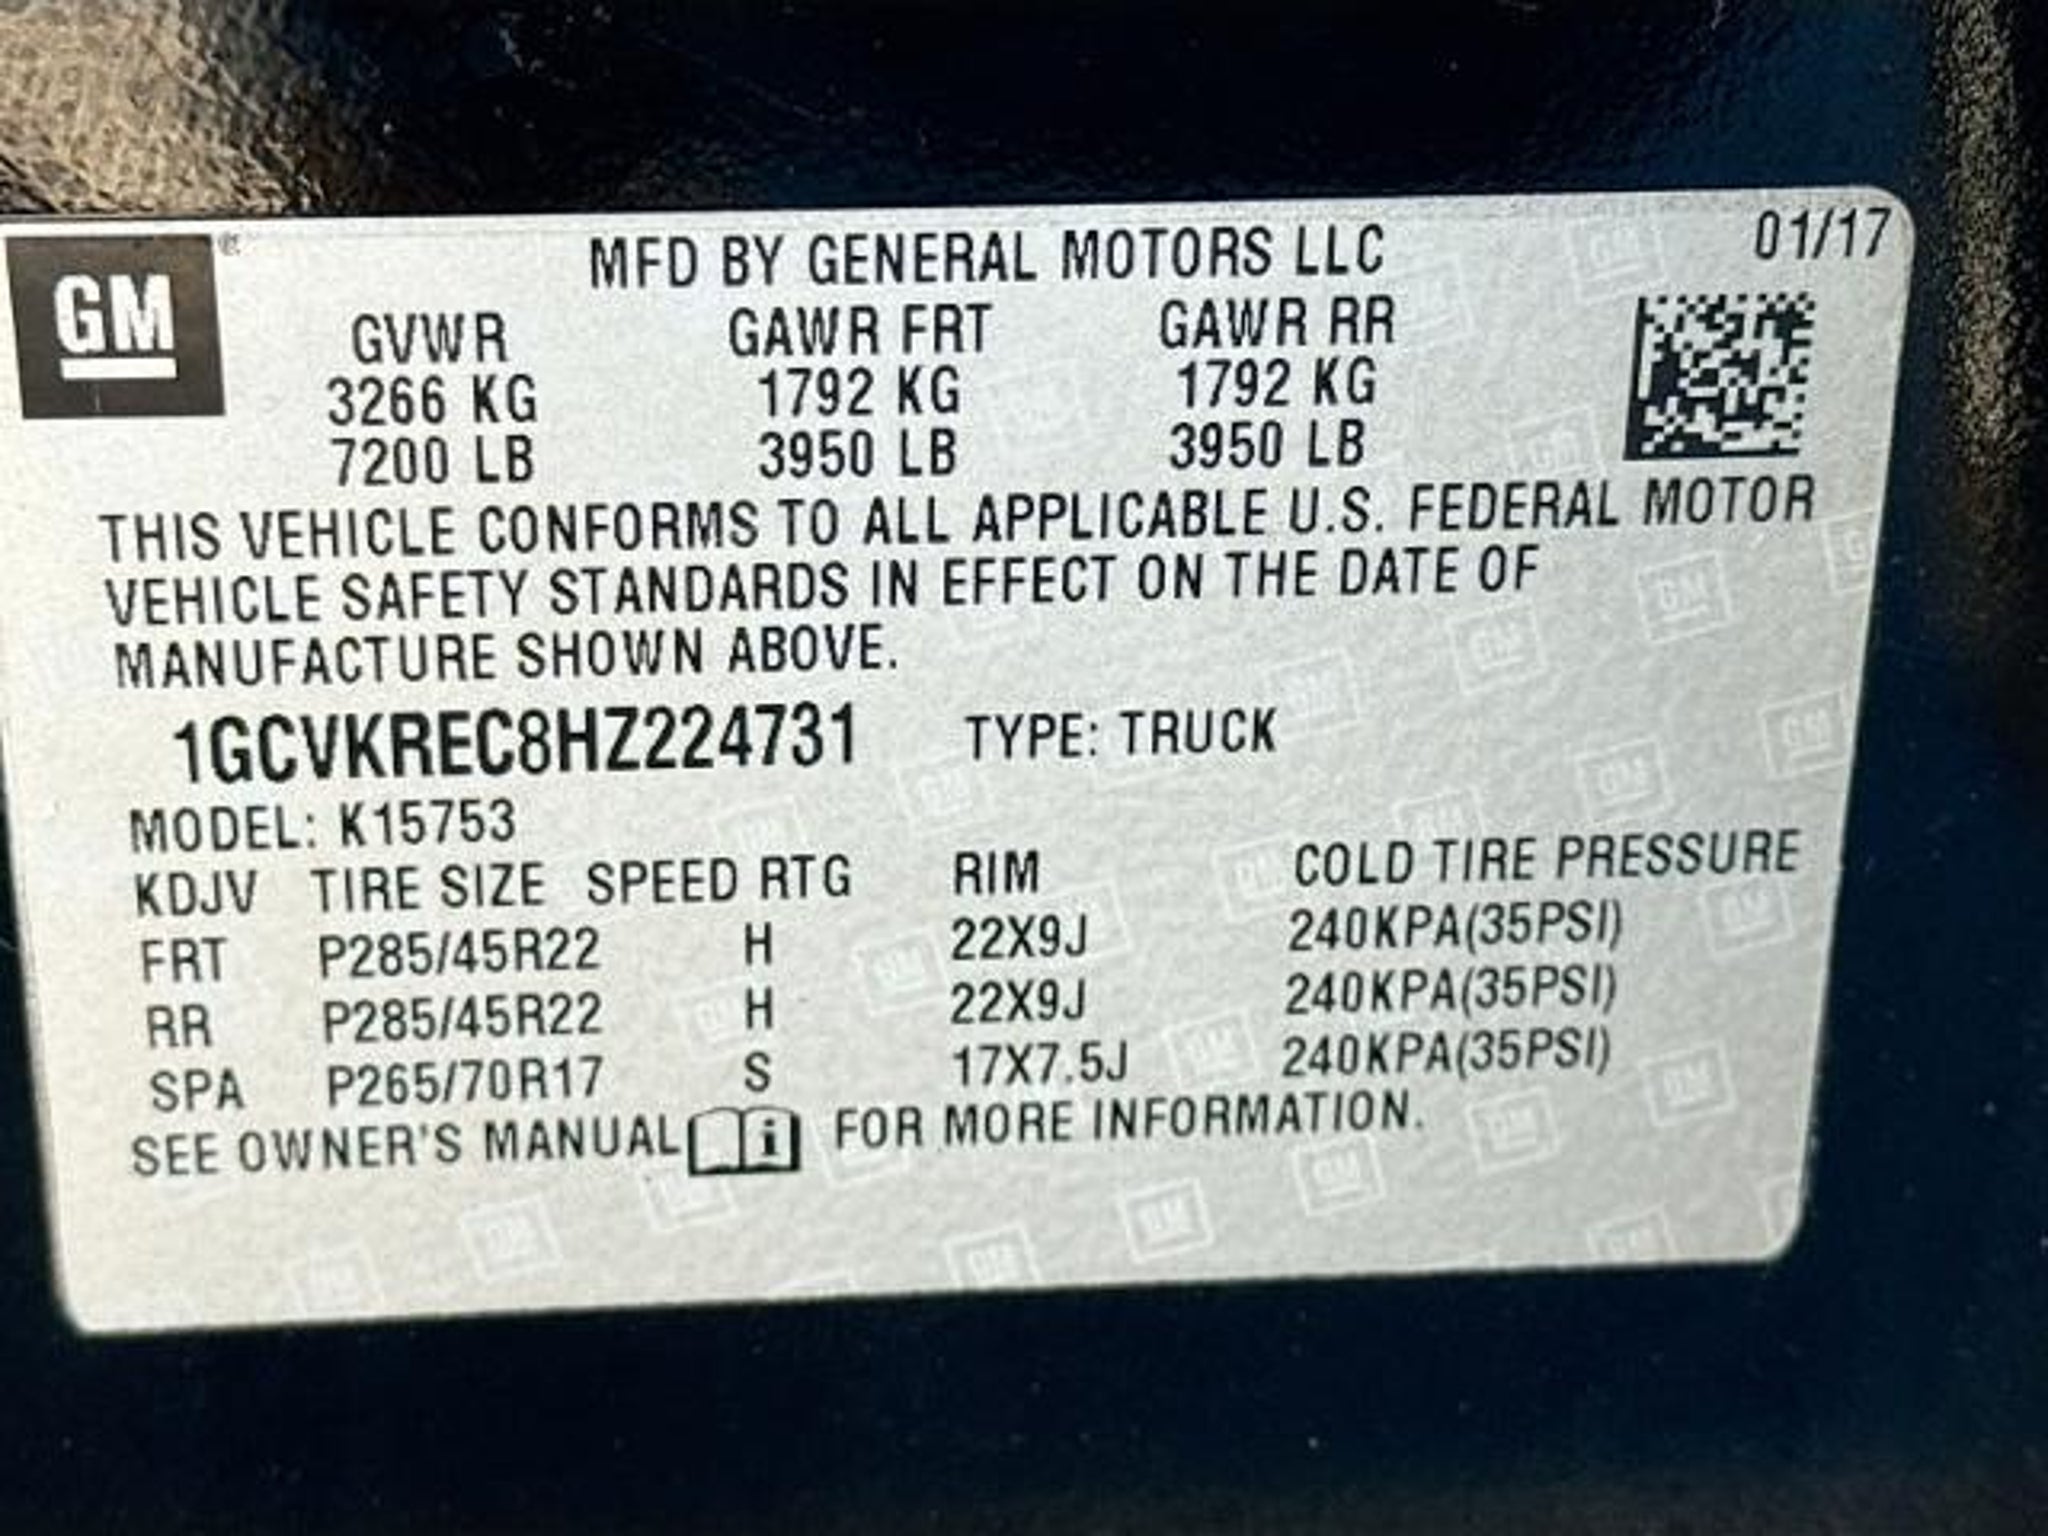 01/17
MFD BY GENERAL MOTORS LLC
GM ®
GVWR GAWR FRT GAWR RR
3266 KG 1792 KG 1792 KG
7200 LB 3950 LB 3950 LB
THIS VEHICLE CONFORMS TO ALL APPLICABLE U.S. FEDERAL MOTOR
VEHICLE SAFETY STANDARDS IN EFFECT ON THE DATE OF
MANUFACTURE SHOWN ABOVE.
1GCVKREC8HZ224731 TYPE: TRUCK
MODEL: K15753
KDJV TIRE SIZE SPEED RTG RIM COLD TIRE PRESSURE
FRT P285/45R22 H 22X9J 240KPA(35PSI)
RR P285/45R22 H 22X9J 240KPA(35PSI)
SPA P265/70R17 S 17X7.5J 240KPA(35PSI)
SEE OWNER'S MANUAL i FOR MORE INFORMATION.